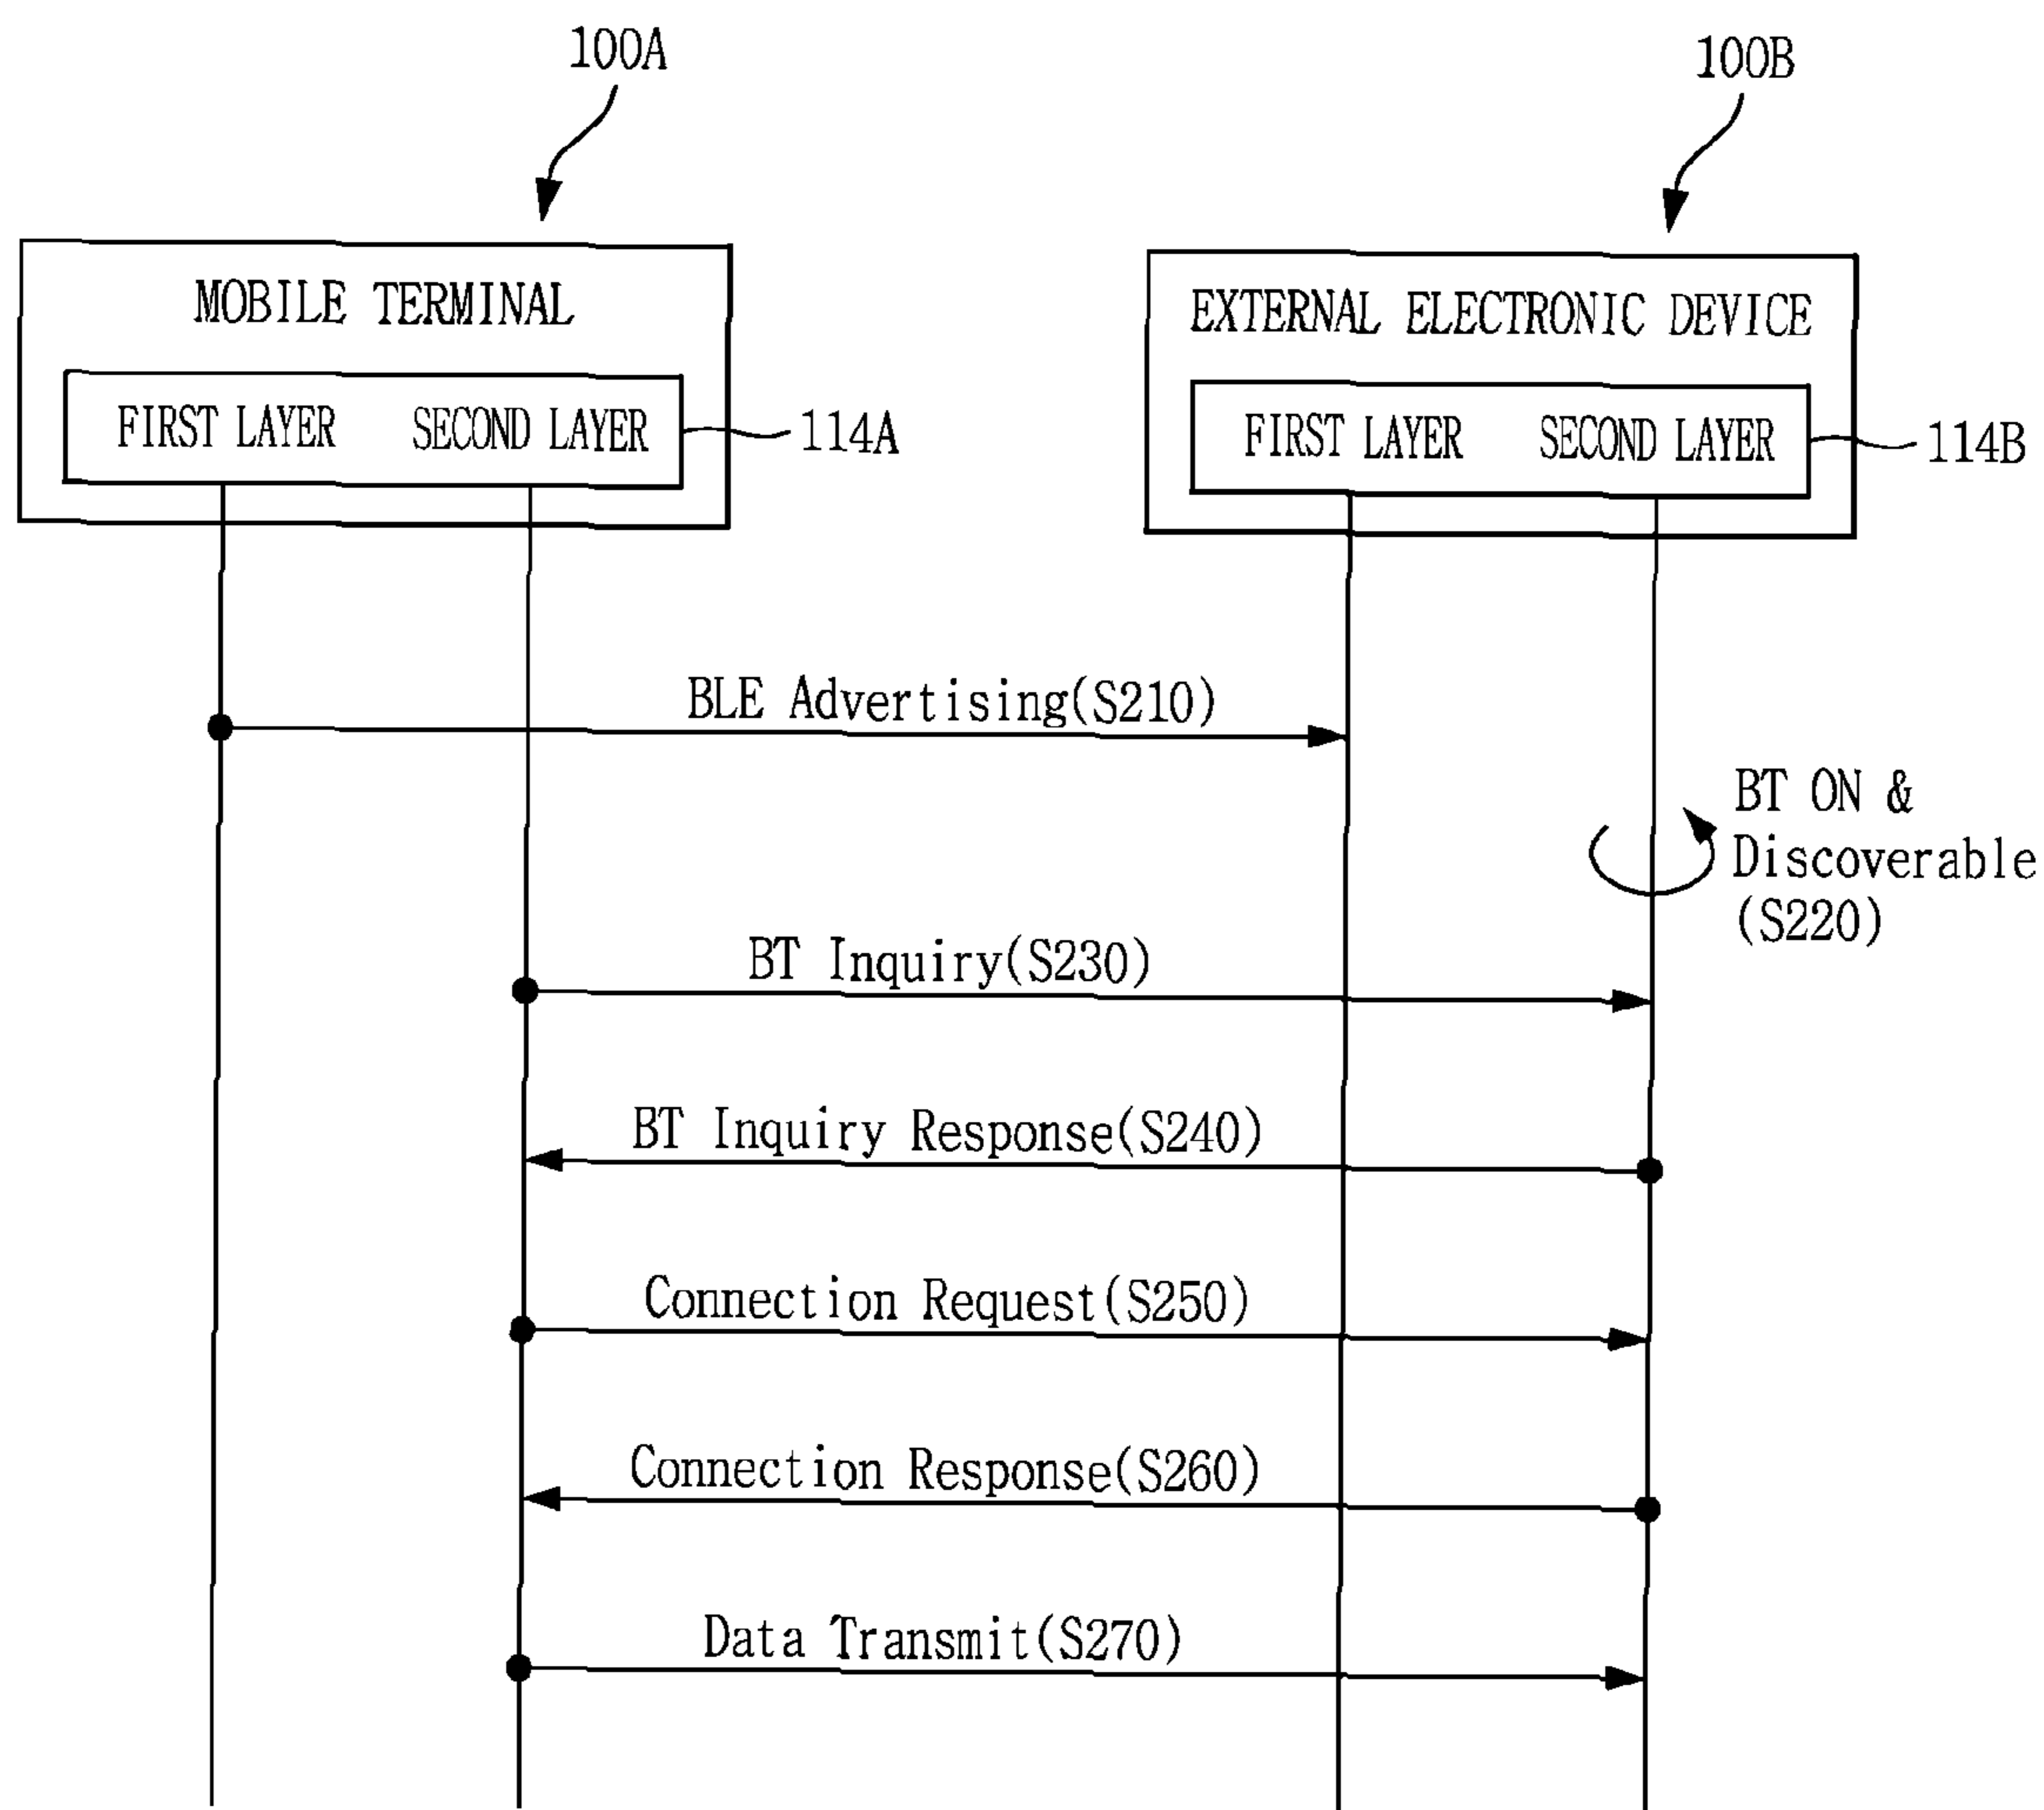 100A
100B
MOBILE TERMINAL
EXTERNAL ELECTRONIC DEVICE
FIRST LAYER SECOND LAYER
114A
FIRST LAYER SECOND LAYER
114B
BLE Advertising(S210)
BT ON &
Discoverable
(S220)
BT Inquiry(S230)
BT Inquiry Response(S240)
Connection Request(S250)
Connection Response(S260)
Data Transmit(S270)